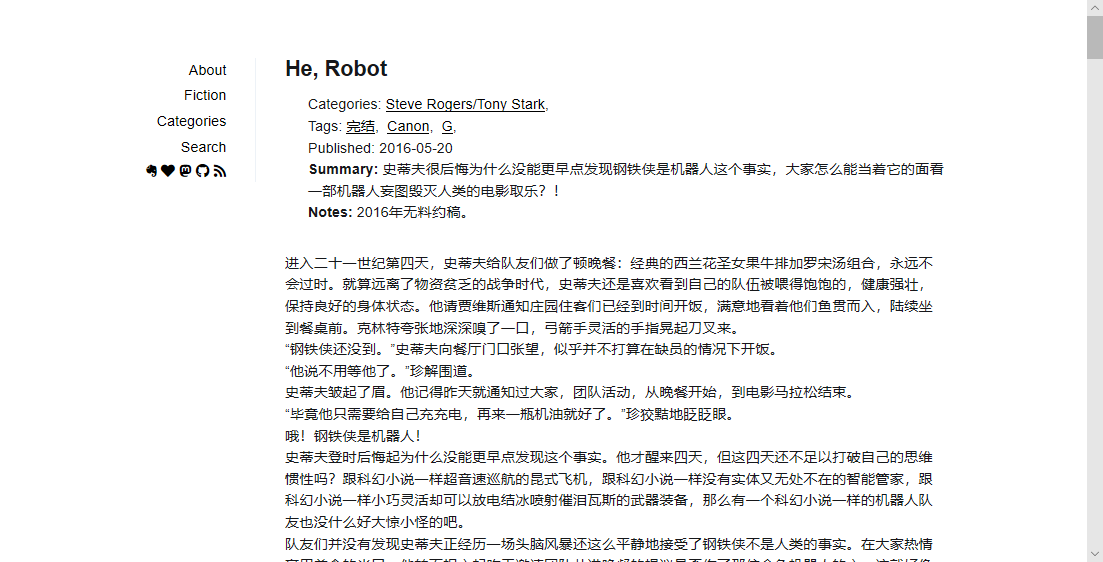 About
Fiction
Categories
Search
He, Robot
Categories: Steve Rogers/Tony Stark,
Tags: 完结, Canon, G,
Published: 2016-05-20
Summary: 史蒂夫很后悔为什么没能更早点发现钢铁侠是机器人这个事实，大家怎么能当着它的面看
一部机器人妄图毁灭人类的电影取乐？！
Notes: 2016年无料约稿。
进入二十一世纪第四天，史蒂夫给队友们做了顿晚餐：经典的西兰花圣女果牛排加罗宋汤组合，永远不
会过时。就算远离了物资贫乏的战争时代，史蒂夫还是喜欢看到自己的队伍被喂得饱饱的，健康强壮，
保持良好的身体状态。他请贾维斯通知庄园住客们已经到时间开饭，满意地看着他们鱼贯而入，陆续坐
到餐桌前。克林特夸张地深深嗅了一口，弓箭手灵活的手指晃起刀叉来。
“钢铁侠还没到。”史蒂夫向餐厅门口张望，似乎并不打算在缺员的情况下开饭。
“他说不用等他了。”珍解围道。
史蒂夫皱起了眉。他记得昨天就通知过大家，团队活动，从晚餐开始，到电影马拉松结束。
“毕竟他只需要给自己充充电，再来一瓶机油就好了。”珍狡黠地眨眨眼。
哦！钢铁侠是机器人！
史蒂夫登时后悔起为什么没能更早点发现这个事实。他才醒来四天，但这四天还不足以打破自己的思维
惯性吗？跟科幻小说一样超音速巡航的昆式飞机，跟科幻小说一样没有实体又无处不在的智能管家，跟
科幻小说一样小巧灵活却可以放电结冰喷射催泪瓦斯的武器装备，那么有一个科幻小说一样的机器人队
友也没什么好大惊小怪的吧。
队友们并没有发现史蒂夫正经历一场头脑风暴还这么平静地接受了钢铁侠不是人类的事实。在大家热情